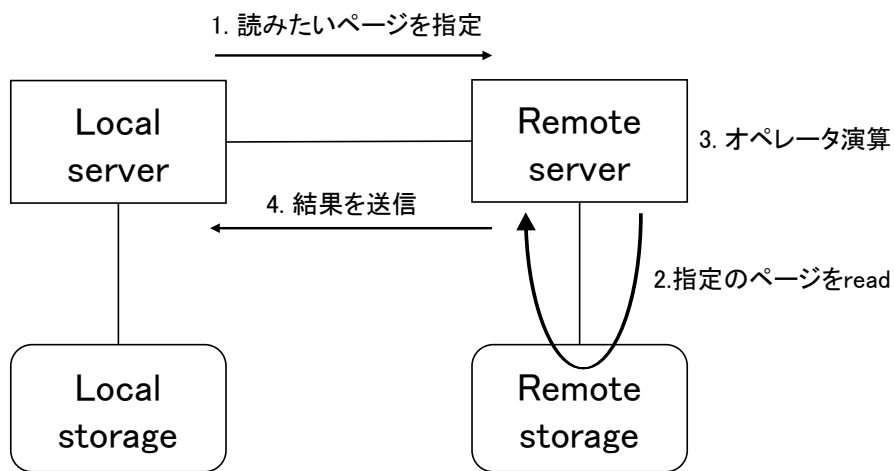 1. 読みたいページを指定
Local
server
Remote
server
3. オペレータ演算
4. 結果を送信
2.指定のページをread
Local
storage
Remote
storage